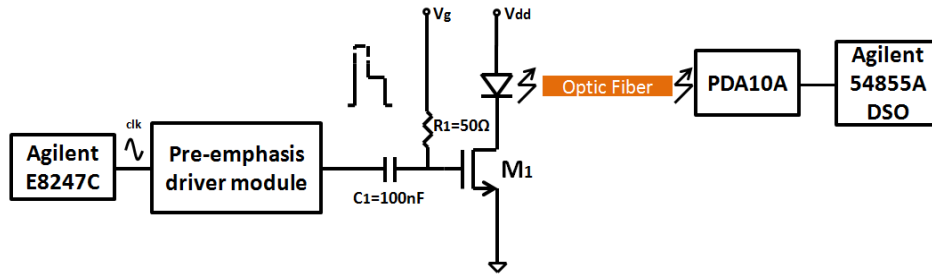 Agilent
E8247C
clk
Pre-emphasis
driver module
C1=100nF
Vg
R1=50Ω
Vdd
M1
Optic Fiber
PDA10A
Agilent
54855A
DSO